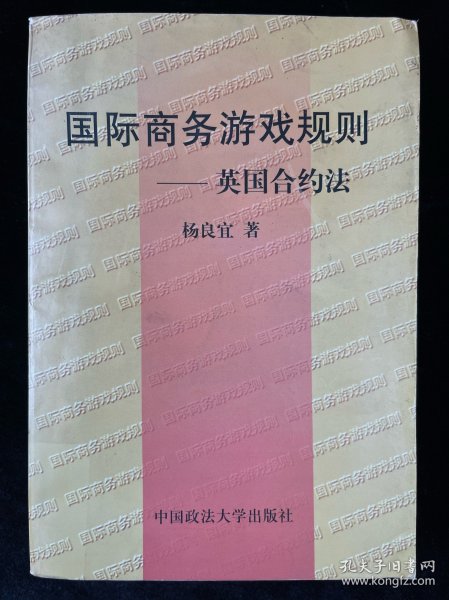 国际商务游戏规则
——英国合约法
杨良宜 著
中国政法大学出版社
孔夫子旧书网
www.kongfz.com